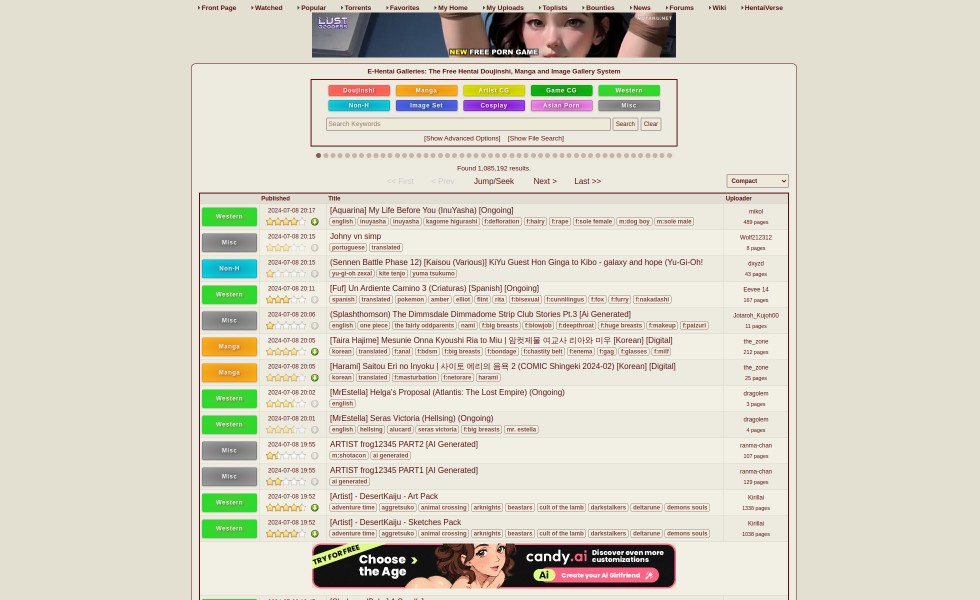 Front Page
Watched
Popular
Torrents
Favorites
My Home
My Uploads
Toplists
Bounties
News
Forums
Wiki
HentaiVerse
LUST
GODDESS
NEW FREE PORN GAME
E-Hentai Galleries: The Free Hentai Doujinshi, Manga and Image Gallery System
Doujinshi Manga Artist CG Game CG Western
Non-H Image Set Cosplay Asian Porn Misc
Search Keywords Search Clear
[Show Advanced Options] [Show File Search]
Found 1,085,192 results.
<< First < Prev Jump/Seek Next > Last >> Compact
Published Title Uploader
Western 2024-07-08 20:17 [Aquarina] My Life Before You (InuYasha) [Ongoing] mikol
english inuyasha inuyasha kagome higurashi f:defloration f:hairy f:rape f:sole female m:dog boy m:sole male 489 pages
Misc 2024-07-08 20:15 Johny vn simp Wolf212312
portuguese translated 8 pages
Non-H 2024-07-08 20:15 (Sennen Battle Phase 12) [Kaisou (Various)] KiYu Guest Hon Ginga to Kibo - galaxy and hope (Yu-Gi-Oh! dxyzd
yu-gi-oh zexal kite tenjo yuma tsukumo 43 pages
Western 2024-07-08 20:11 [Fuf] Un Ardiente Camino 3 (Criaturas) [Spanish] [Ongoing] Eevee 14
spanish translated pokemon amber elliot flint rita f:bisexual f:cunnilingus f:fox f:furry f:nakadashi 167 pages
Misc 2024-07-08 20:06 (Splashthomson) The Dimmsdale Dimmadome Strip Club Stories Pt.3 [Ai Generated] Jotaroh_Kujoh00
english one piece the fairly oddparents nami f:big breasts f:blowjob f:deepthroat f:huge breasts f:makeup f:paizuri 11 pages
Manga 2024-07-08 20:05 [Taira Hajime] Mesunie Onna Kyoushi Ria to Miu | 암컷제물 여교사 리아와 미우 [Korean] [Digital] the_zone
korean translated f:anal f:bdsm f:big breasts f:bondage f:chastity belt f:enema f:gag f:glasses f:milf 212 pages
Manga 2024-07-08 20:05 [Harami] Saitou Eri no Inyoku | 사이토 에리의 음욕 2 (COMIC Shingeki 2024-02) [Korean] [Digital] the_zone
korean translated f:masturbation f:netorare harami 25 pages
Western 2024-07-08 20:02 [MrEstella] Helga's Proposal (Atlantis: The Lost Empire) (Ongoing) dragolem
english 3 pages
Western 2024-07-08 20:01 [MrEstella] Seras Victoria (Hellsing) (Ongoing) dragolem
english hellsing alucard seras victoria f:big breasts mr. estella 4 pages
Misc 2024-07-08 19:55 ARTIST frog12345 PART2 [AI Generated] ranma-chan
m:shotacon ai generated 107 pages
Misc 2024-07-08 19:55 ARTIST frog12345 PART1 [AI Generated] ranma-chan
ai generated 129 pages
Western 2024-07-08 19:52 [Artist] - DesertKaiju - Art Pack Kirillai
adventure time aggretsuko animal crossing arknights beastars cult of the lamb darkstalkers deltarune demons souls 1338 pages
Western 2024-07-08 19:52 [Artist] - DesertKaiju - Sketches Pack Kirillai
adventure time aggretsuko animal crossing arknights beastars cult of the lamb darkstalkers deltarune demons souls 1038 pages
TRY FOR FREE
Choose
the Age
candy.ai
Discover even more
customizations
Ai Create your Ai Girlfriend